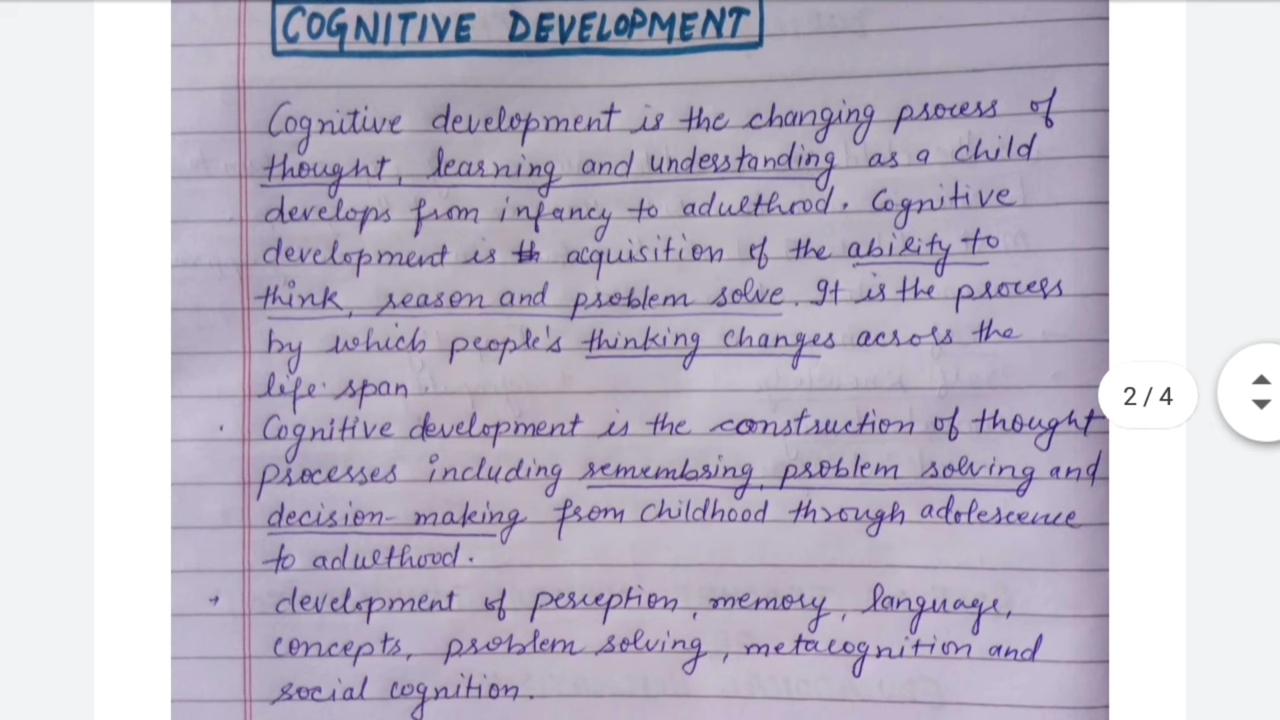 COGNITIVE DEVELOPMENT
Cognitive development is the changing process of
thought, learning and understanding as a child
develops from infancy to adulthood. Cognitive
development is th acquisition of the ability to
think, reason and problem solve. It is the process
by which people's thinking changes across the
life span.
Cognitive development is the construction of thought
processes including remembring, problem solving and
decision-making from childhood through adolescence
to adulthood.
→ development of perception, memory, language,
concepts, problem solving, metacognition and
social cognition.
2 / 4